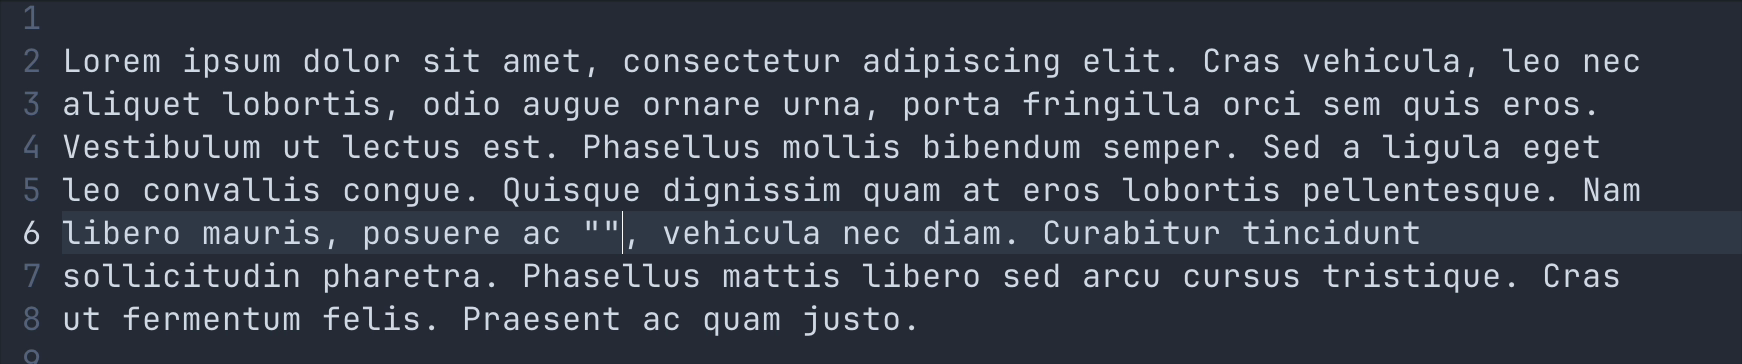 1
2 Lorem ipsum dolor sit amet, consectetur adipiscing elit. Cras vehicula, leo nec
3 aliquet lobortis, odio augue ornare urna, porta fringilla orci sem quis eros.
4 Vestibulum ut lectus est. Phasellus mollis bibendum semper. Sed a ligula eget
5 leo convallis congue. Quisque dignissim quam at eros lobortis pellentesque. Nam
6 libero mauris, posuere ac "", vehicula nec diam. Curabitur tincidunt
7 sollicitudin pharetra. Phasellus mattis libero sed arcu cursus tristique. Cras
8 ut fermentum felis. Praesent ac quam justo.
9